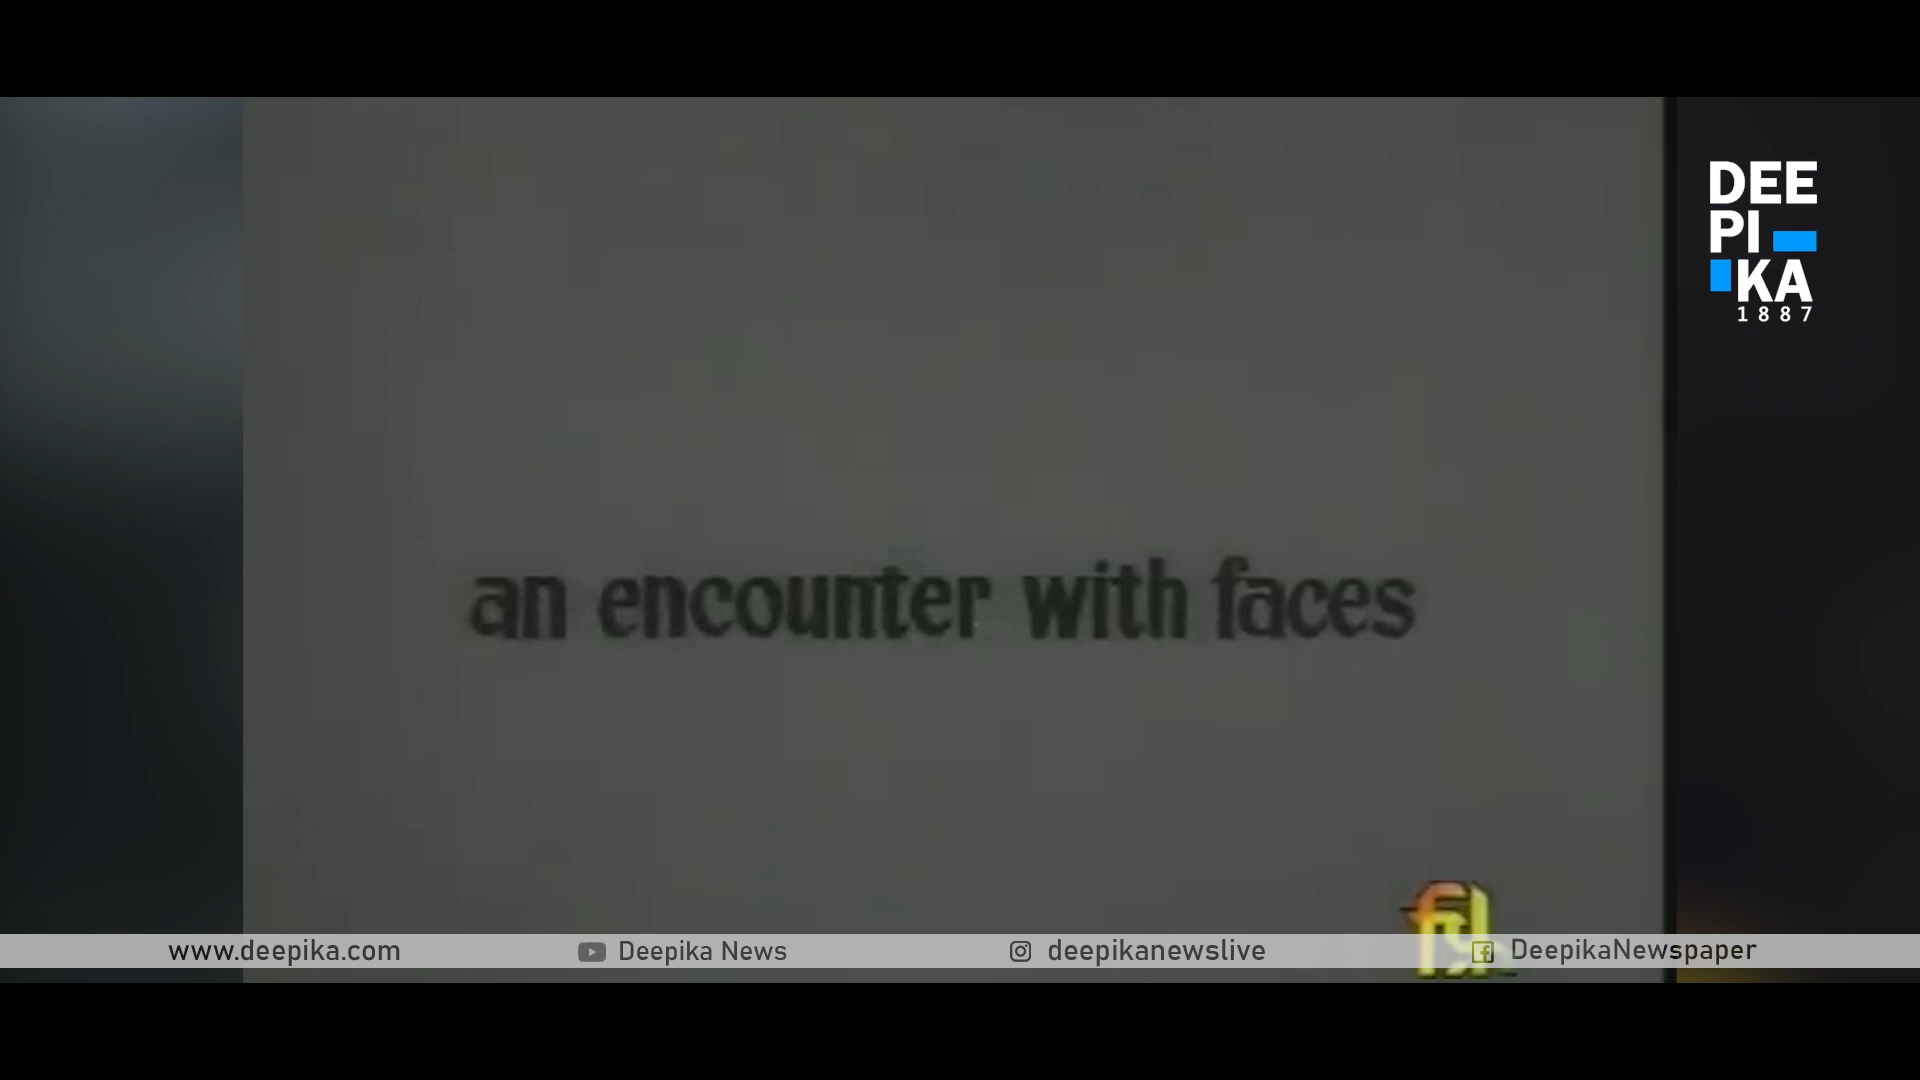 DEE
PI
KA
1887
an encounter with faces
www.deepika.com
Deepika News
deepikanewslive
DeepikaNewspaper